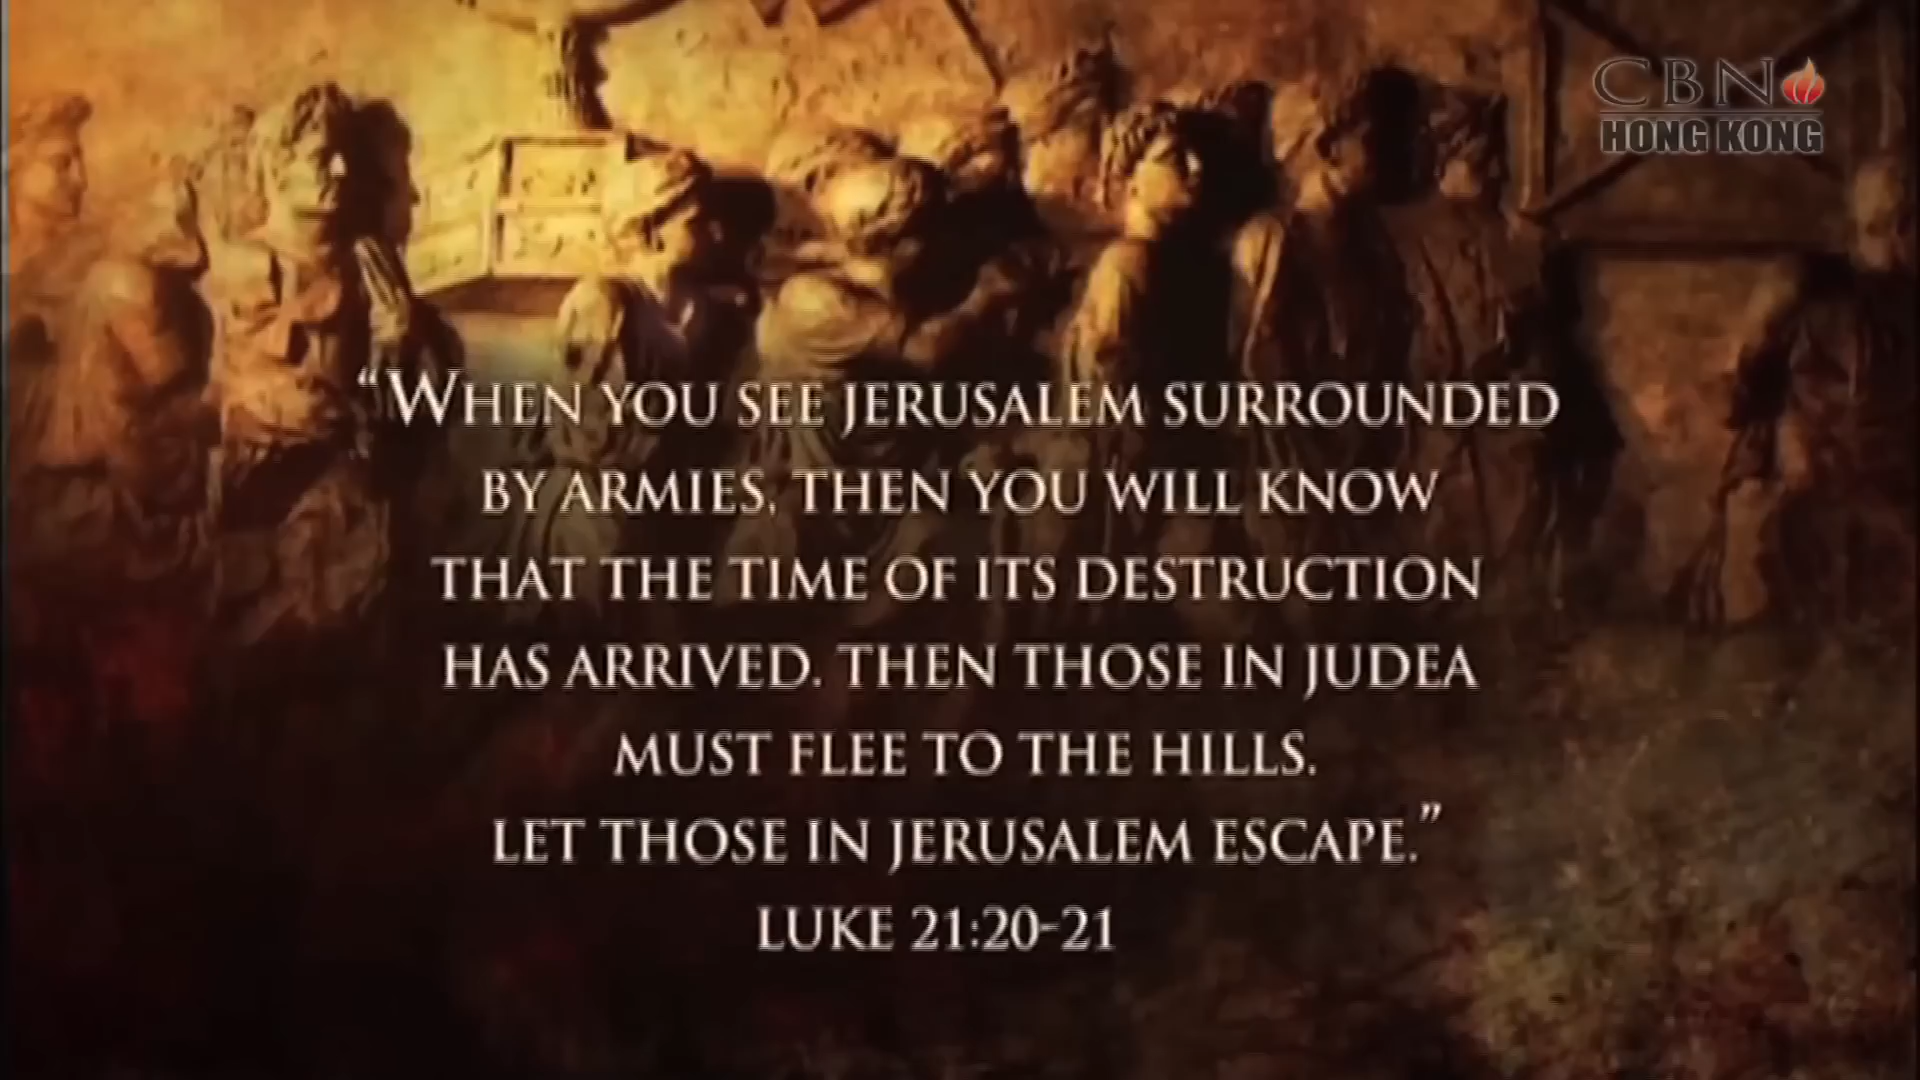 CBN
HONG KONG
“WHEN YOU SEE JERUSALEM SURROUNDED
BY ARMIES, THEN YOU WILL KNOW
THAT THE TIME OF ITS DESTRUCTION
HAS ARRIVED. THEN THOSE IN JUDEA
MUST FLEE TO THE HILLS.
LET THOSE IN JERUSALEM ESCAPE.”
LUKE 21:20-21